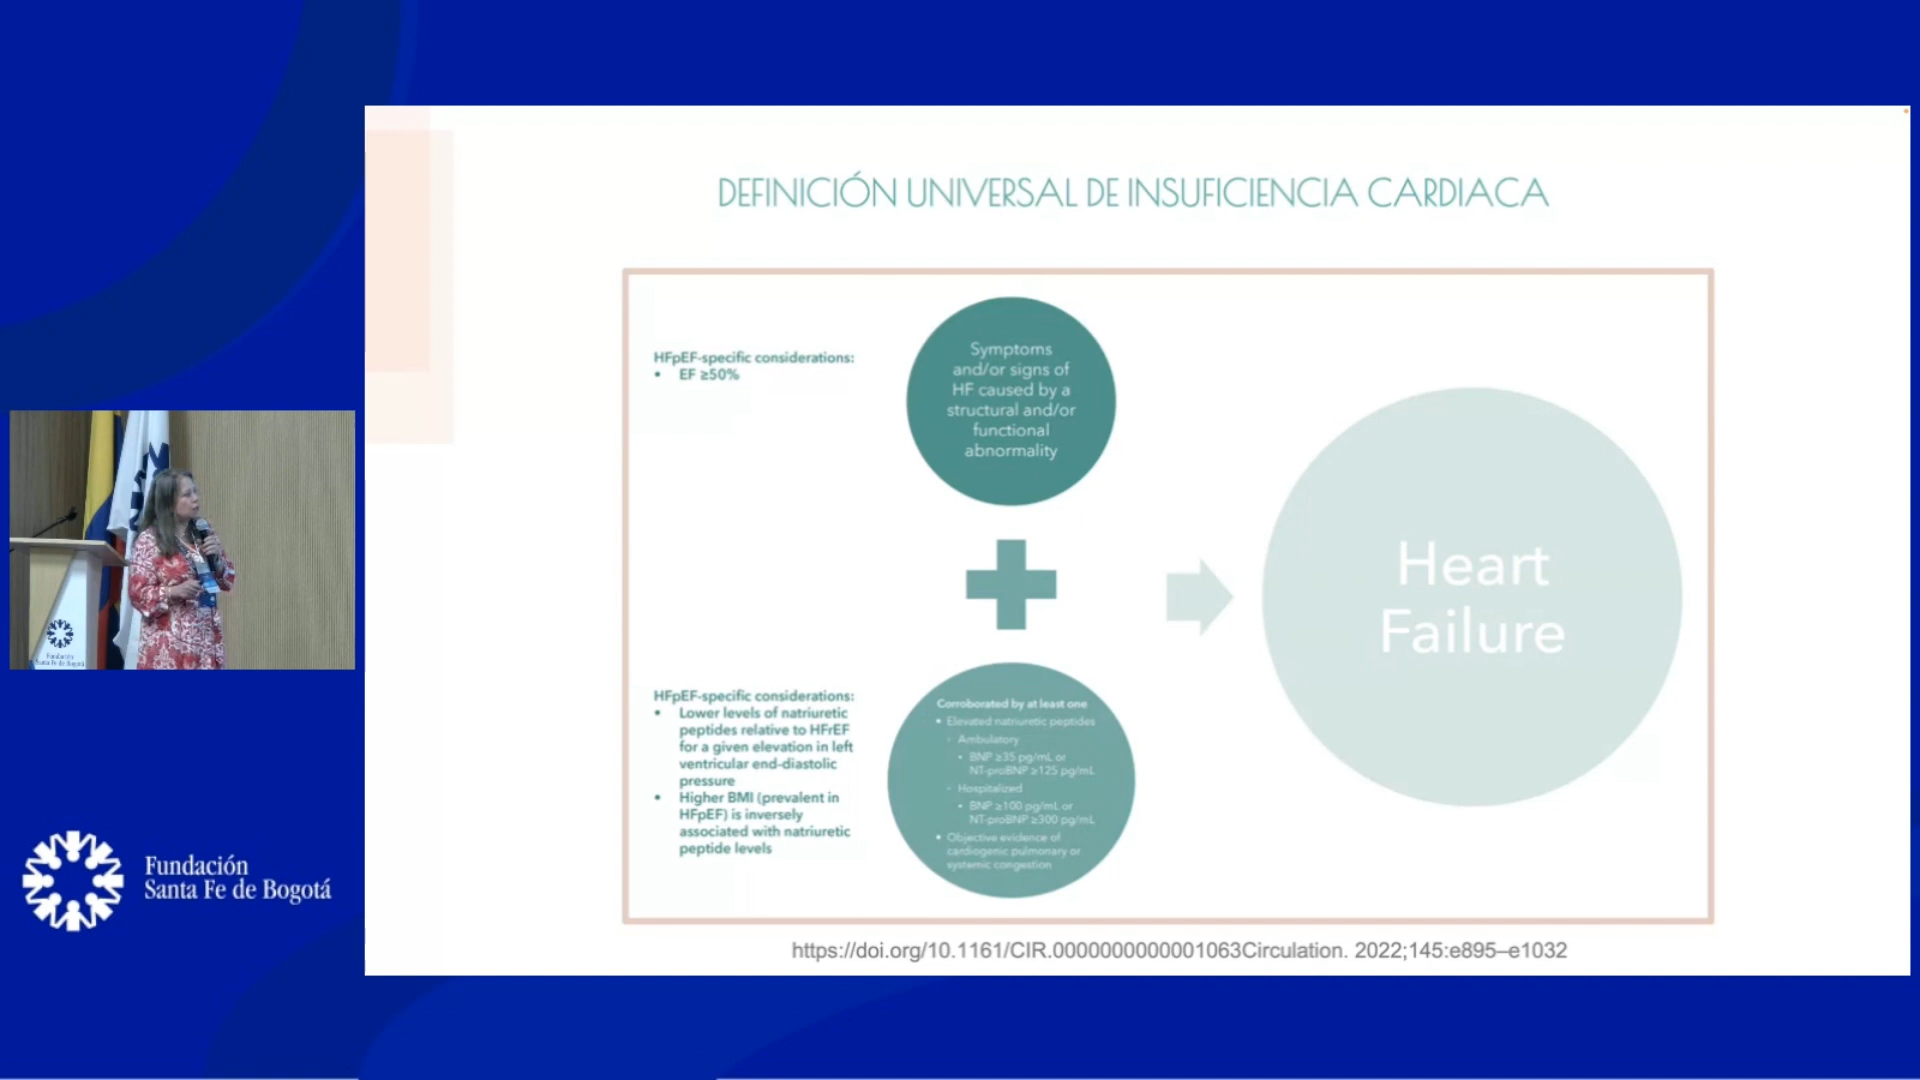 DEFINICIÓN UNIVERSAL DE INSUFICIENCIA CARDIACA
HFpEF-specific considerations:
• EF ≥50%
Symptoms
and/or signs of
HF caused by a
structural and/or
functional
abnormality
Heart
Failure
HFpEF-specific considerations:
• Lower levels of natriuretic
peptides relative to HFrEF
for a given elevation in left
ventricular end-diastolic
pressure
• Higher BMI (prevalent in
HFpEF) is inversely
associated with natriuretic
peptide levels
Corroborated by at least one
• Elevated natriuretic peptides
◦ Ambulatory
• BNP ≥35 pg/mL or
NT-proBNP ≥125 pg/mL
◦ Hospitalized
• BNP ≥100 pg/mL or
NT-proBNP ≥300 pg/mL
• Objective evidence of
cardiogenic pulmonary or
systemic congestion
https://doi.org/10.1161/CIR.0000000000001063Circulation. 2022;145:e895–e1032
Fundación
Santa Fe de Bogotá
Fundación
Santa Fe de Bogotá